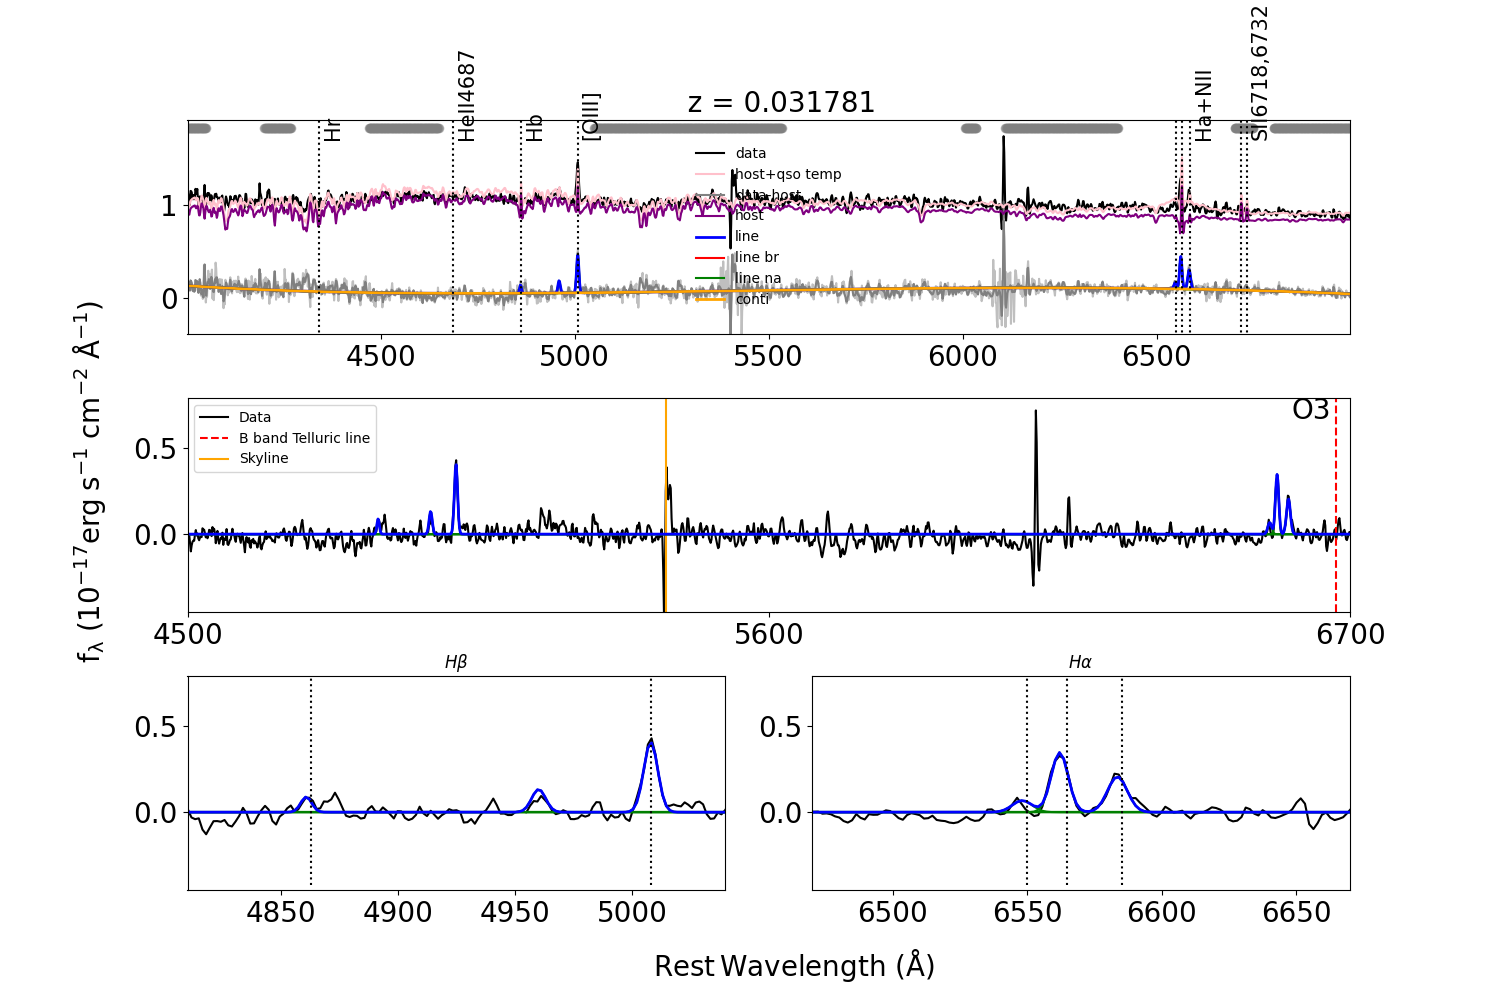 z = 0.031781
Hr
HeII4687
Hb
[OIII]
Ha+NII
SII6718,6732
data
host+qso temp
data-host
host
line
line br
line na
conti
1
0
4500 5000 5500 6000 6500
Data
B band Telluric line
Skyline
O3
0.5
0.0
4500 5600 6700
fλ (10⁻¹⁷erg s⁻¹ cm⁻² Å⁻¹)
Hβ
0.5
0.0
4850 4900 4950 5000
Hα
0.5
0.0
6500 6550 6600 6650
Rest Wavelength (Å)